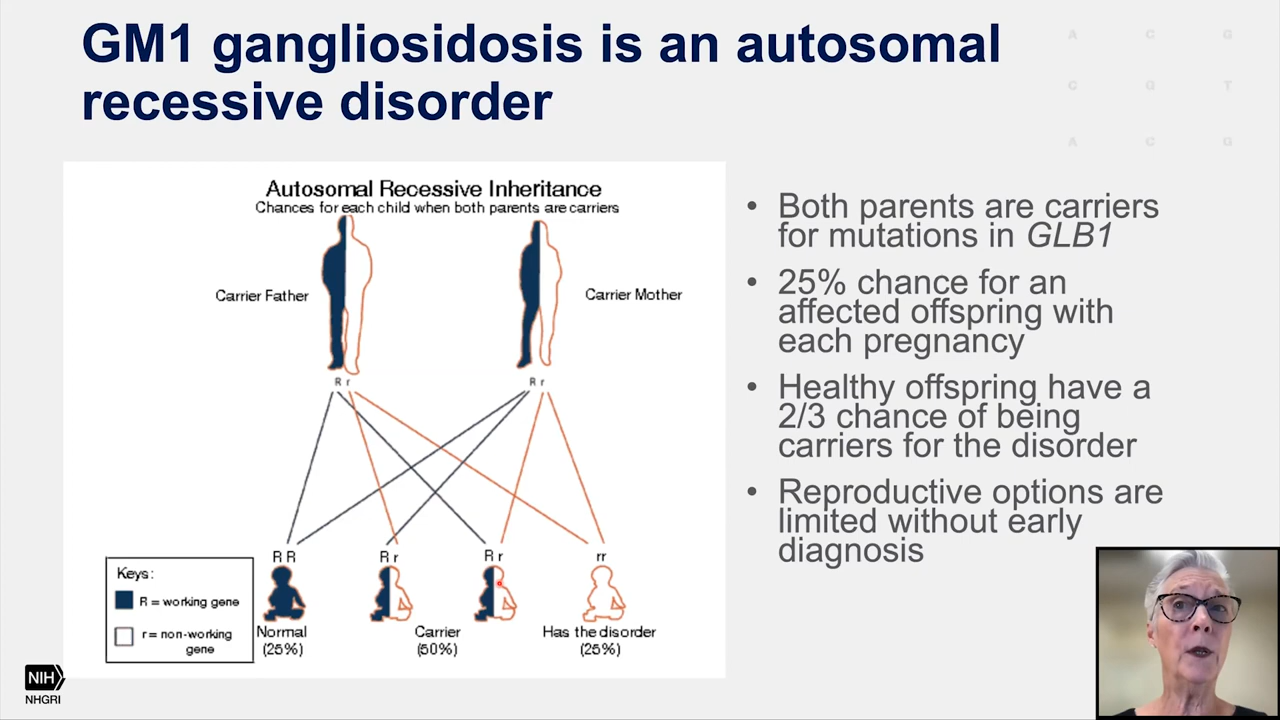 GM1 gangliosidosis is an autosomal
recessive disorder
A C G
C G T
A C G
Autosomal Recessive Inheritance
Chances for each child when both parents are carriers
Carrier Father
Carrier Mother
R r
R r
R R
R r
R r
rr
Keys:
R = working gene
r = non-working
gene
Normal
(25%)
Carrier
(50%)
Has the disorder
(25%)
• Both parents are carriers
for mutations in GLB1
• 25% chance for an
affected offspring with
each pregnancy
• Healthy offspring have a
2/3 chance of being
carriers for the disorder
• Reproductive options are
limited without early
diagnosis
NIH
NHGRI